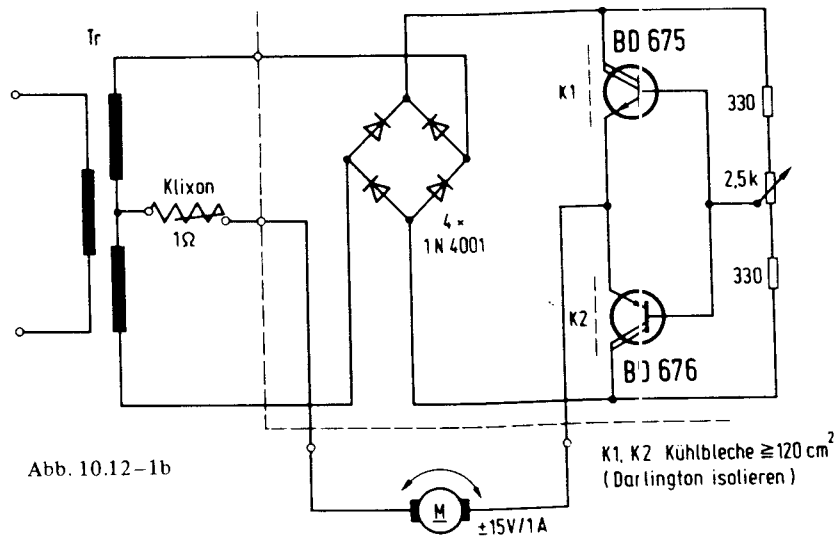 Tr
BD 675
K1
330
Klixon
1Ω
2,5k
4 ×
1 N 4001
330
K2
BD 676
Abb. 10.12–1b
K1, K2 Kühlbleche ≧ 120 cm²
(Darlington isolieren)
M
±15V/1A